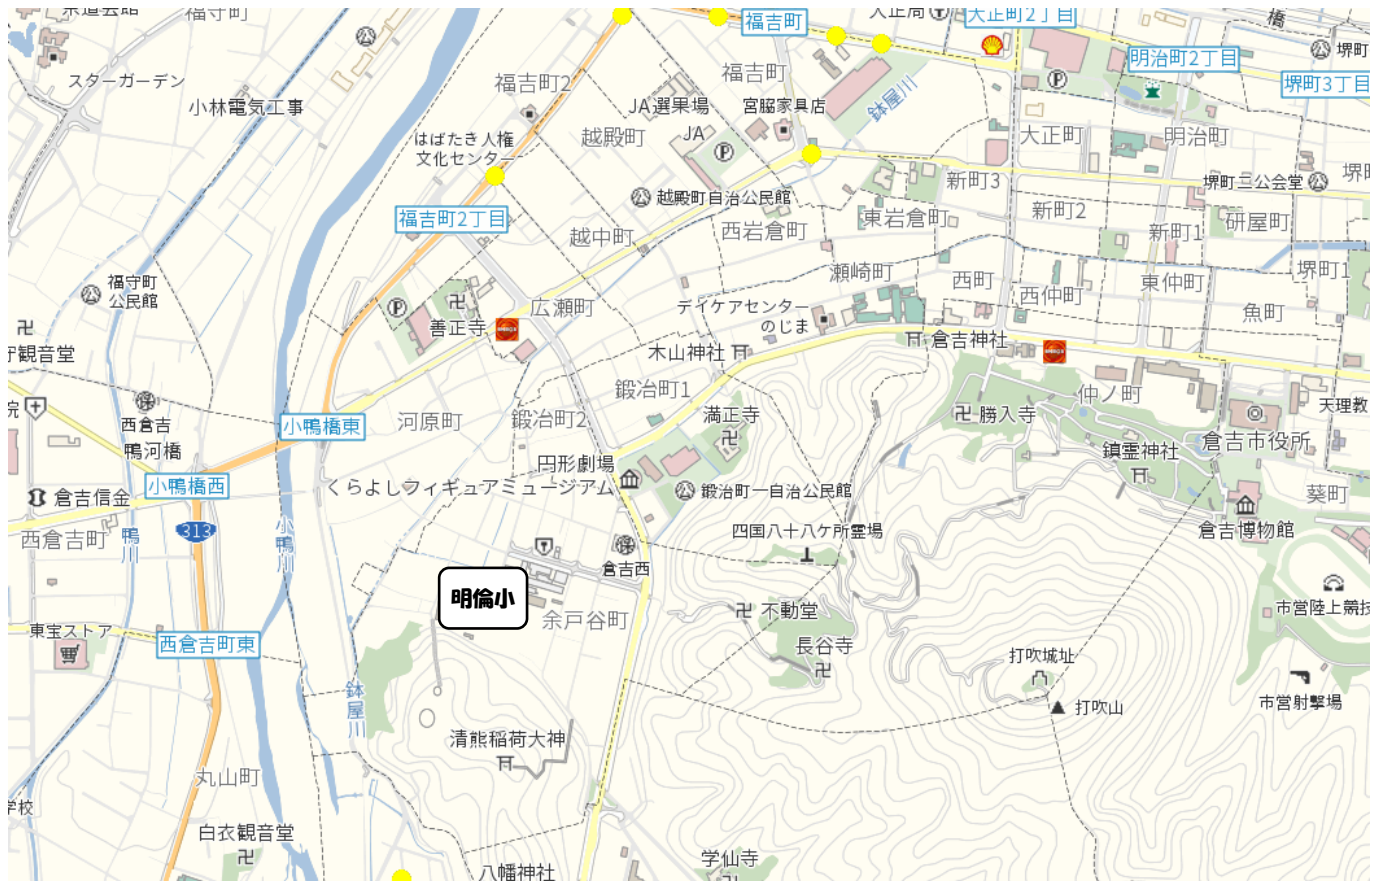 福守町
福吉町
大正町2丁目
スターガーデン
小林電気工事
福吉町2
福吉町
JA選果場
宮脇家具店
鉢屋川
明治町2丁目
堺町
堺町3丁目
はばたき人権
文化センター
越殿町
JA
大正町
明治町
越殿町自治公民館
新町3
堺町二公会堂
福吉町2丁目
越中町
西岩倉町
東岩倉町
新町2
新町1
研屋町
福守町
公民館
瀬崎町
西町
西仲町
東仲町
堺町1
魚町
広瀬町
善正寺
デイケアセンター
のじま
倉吉神社
木山神社
守観音堂
院
西倉吉
鴨河橋
小鴨橋東
河原町
鍛冶町2
鍛冶町1
満正寺
勝入寺
仲ノ町
天理教
倉吉市役所
鎮霊神社
円形劇場
くらよしフィギュアミュージアム
鍛治町一自治公民館
小鴨橋西
倉吉信金
葵町
313
西倉吉町
鴨川
小鴨川
四国八十八ケ所霊場
倉吉博物館
倉吉西
明倫小
余戸谷町
不動堂
長谷寺
市営陸上競技
東宝ストア
西倉吉町東
打吹城址
打吹山
市営射撃場
鉢屋川
清熊稲荷大神
丸山町
学校
白衣観音堂
八幡神社
学仙寺